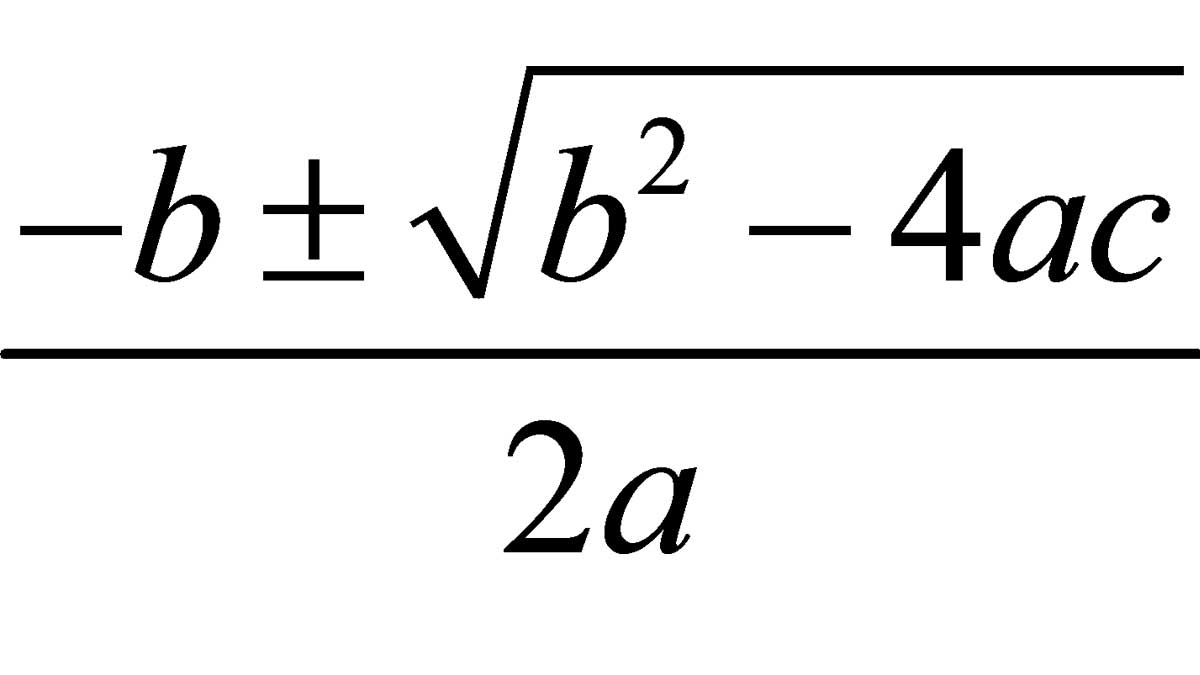 −b ± √(b² − 4ac)
2a